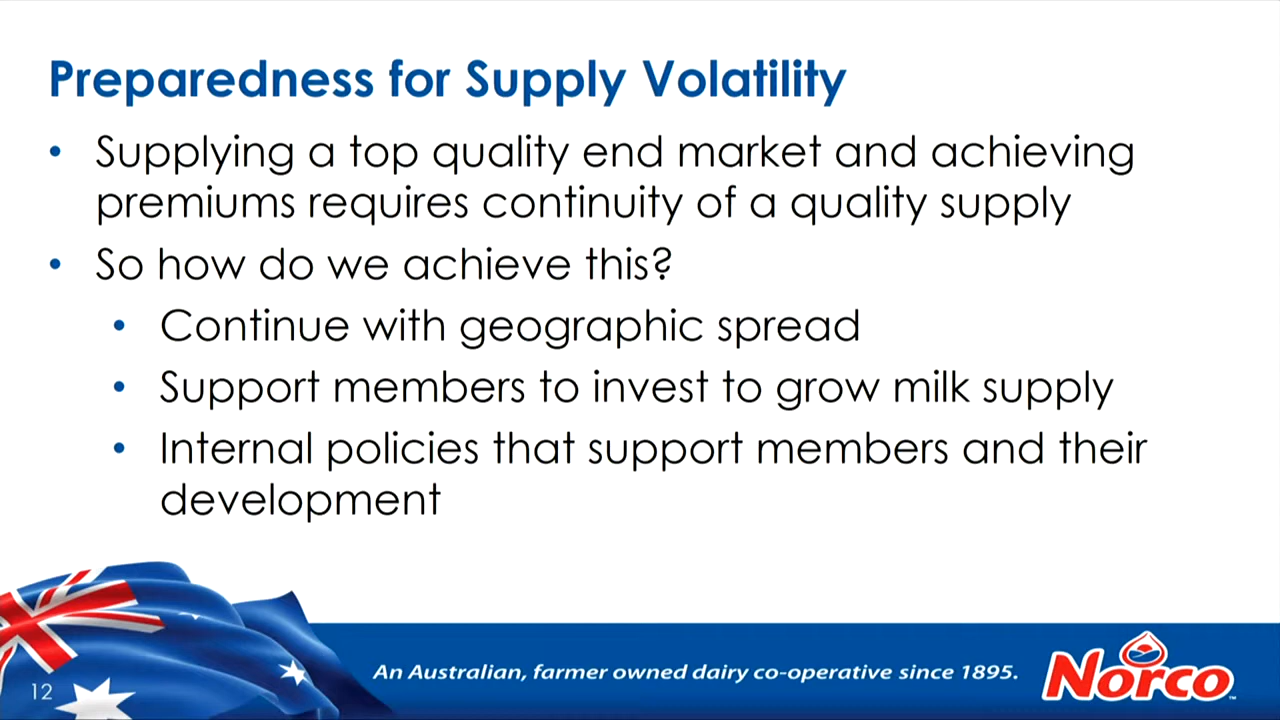 Preparedness for Supply Volatility
• Supplying a top quality end market and achieving
premiums requires continuity of a quality supply
• So how do we achieve this?
• Continue with geographic spread
• Support members to invest to grow milk supply
• Internal policies that support members and their
development
12
An Australian, farmer owned dairy co-operative since 1895.
Norco™